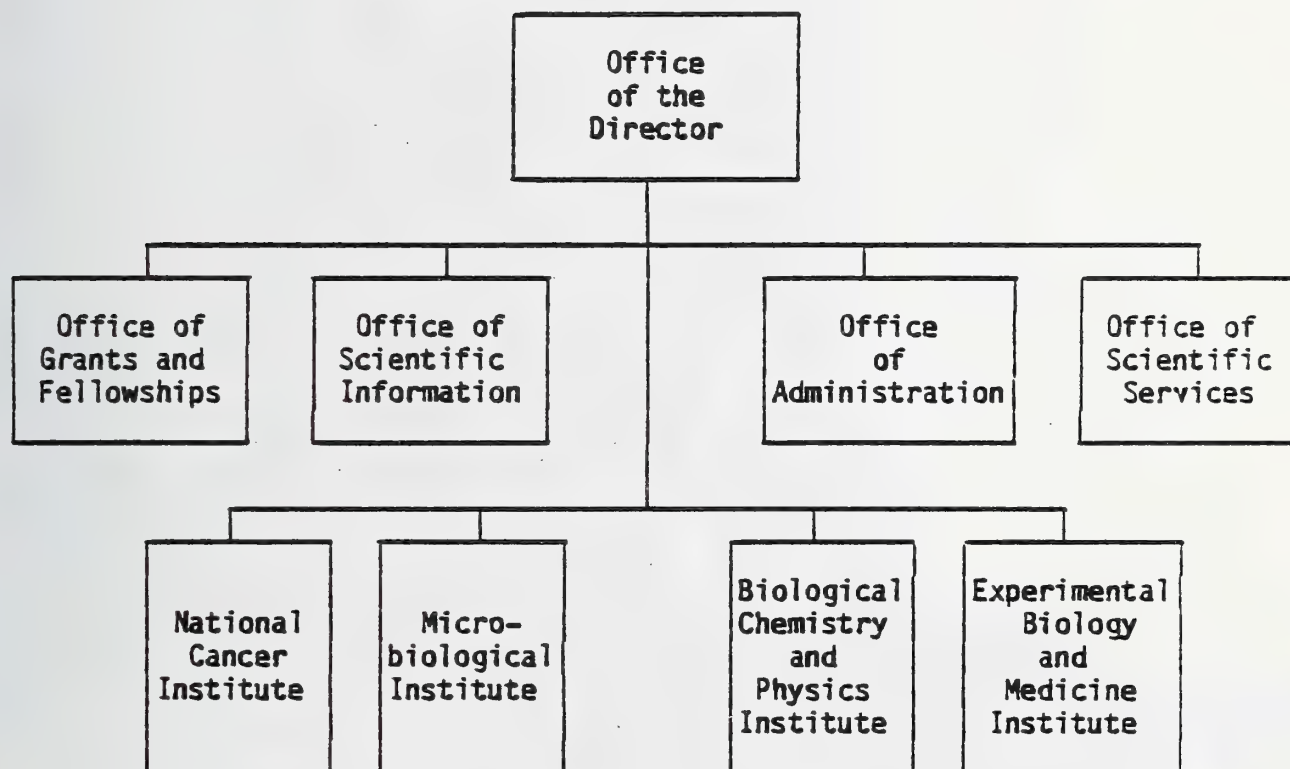 Office
of the
Director
Office of
Grants and
Fellowships
Office of
Scientific
Information
Office
of
Administration
Office of
Scientific
Services
National
Cancer
Institute
Micro-
biological
Institute
Biological
Chemistry
and
Physics
Institute
Experimental
Biology
and
Medicine
Institute